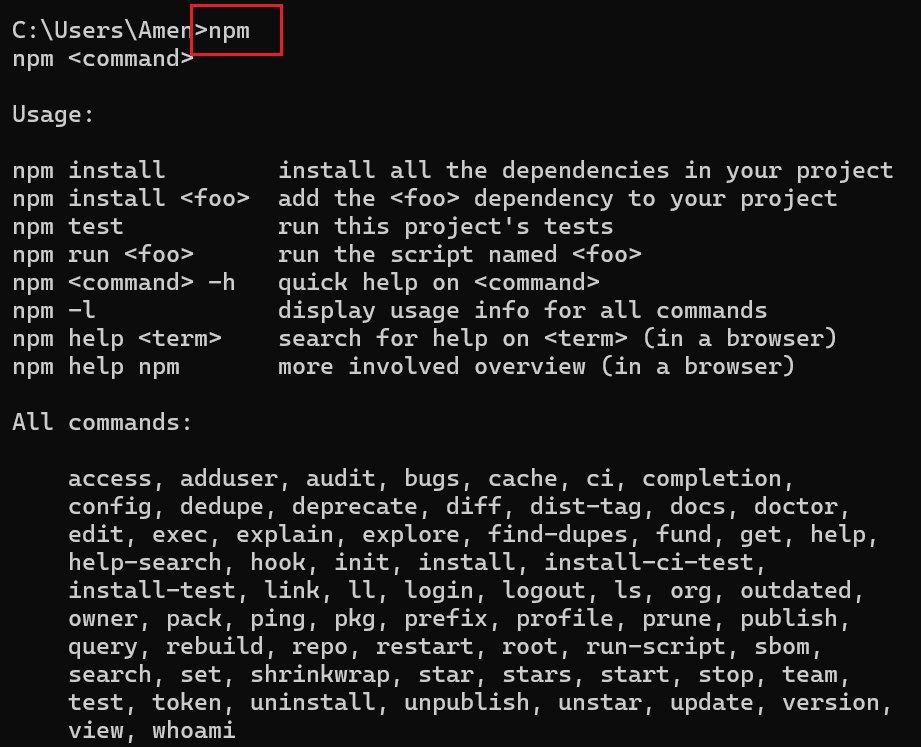 C:\Users\Amen>npm
npm <command>
Usage:
npm install install all the dependencies in your project
npm install <foo> add the <foo> dependency to your project
npm test run this project's tests
npm run <foo> run the script named <foo>
npm <command> -h quick help on <command>
npm -l display usage info for all commands
npm help <term> search for help on <term> (in a browser)
npm help npm more involved overview (in a browser)
All commands:
access, adduser, audit, bugs, cache, ci, completion,
config, dedupe, deprecate, diff, dist-tag, docs, doctor,
edit, exec, explain, explore, find-dupes, fund, get, help,
help-search, hook, init, install, install-ci-test,
install-test, link, ll, login, logout, ls, org, outdated,
owner, pack, ping, pkg, prefix, profile, prune, publish,
query, rebuild, repo, restart, root, run-script, sbom,
search, set, shrinkwrap, star, stars, start, stop, team,
test, token, uninstall, unpublish, unstar, update, version,
view, whoami